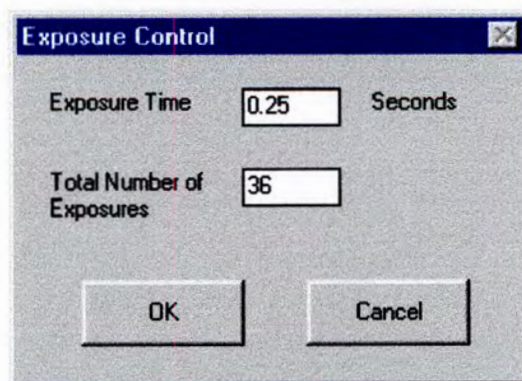 Exposure Control
Exposure Time 0.25 Seconds
Total Number of 36
Exposures
OK Cancel